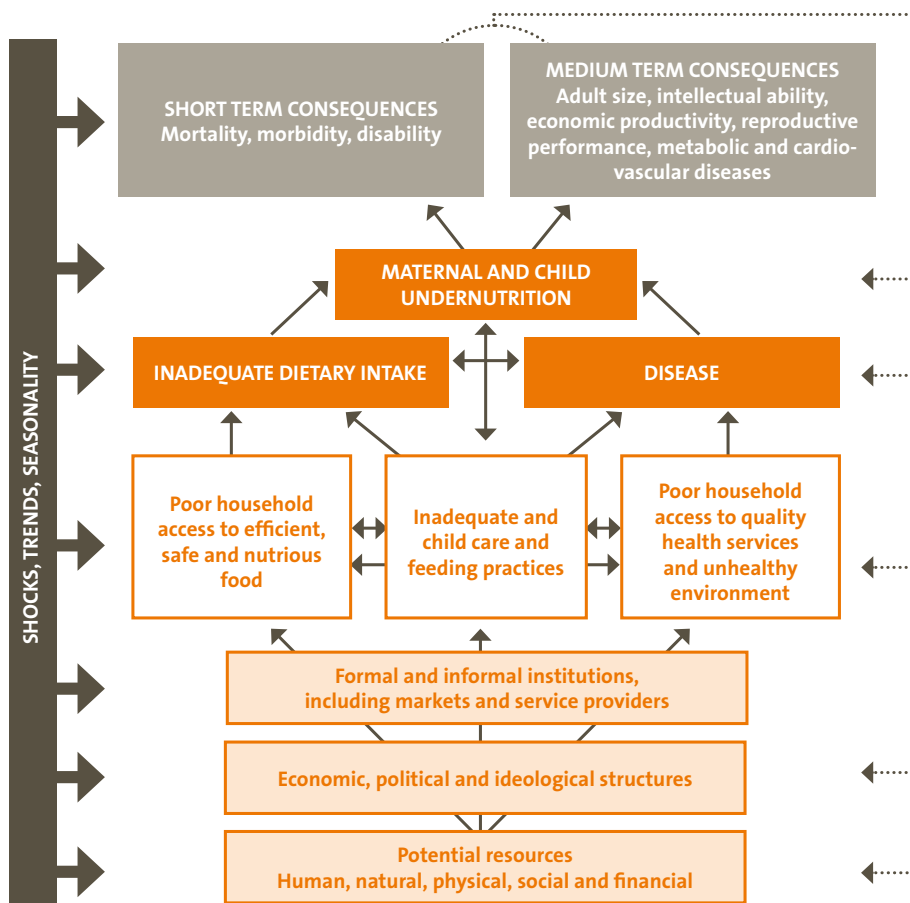 SHOCKS, TRENDS, SEASONALITY
SHORT TERM CONSEQUENCES
Mortality, morbidity, disability
MEDIUM TERM CONSEQUENCES
Adult size, intellectual ability,
economic productivity, reproductive
performance, metabolic and cardio-
vascular diseases
MATERNAL AND CHILD
UNDERNUTRITION
INADEQUATE DIETARY INTAKE
DISEASE
Poor household
access to efficient,
safe and nutrious
food
Inadequate and
child care and
feeding practices
Poor household
access to quality
health services
and unhealthy
environment
Formal and informal institutions,
including markets and service providers
Economic, political and ideological structures
Potential resources
Human, natural, physical, social and financial